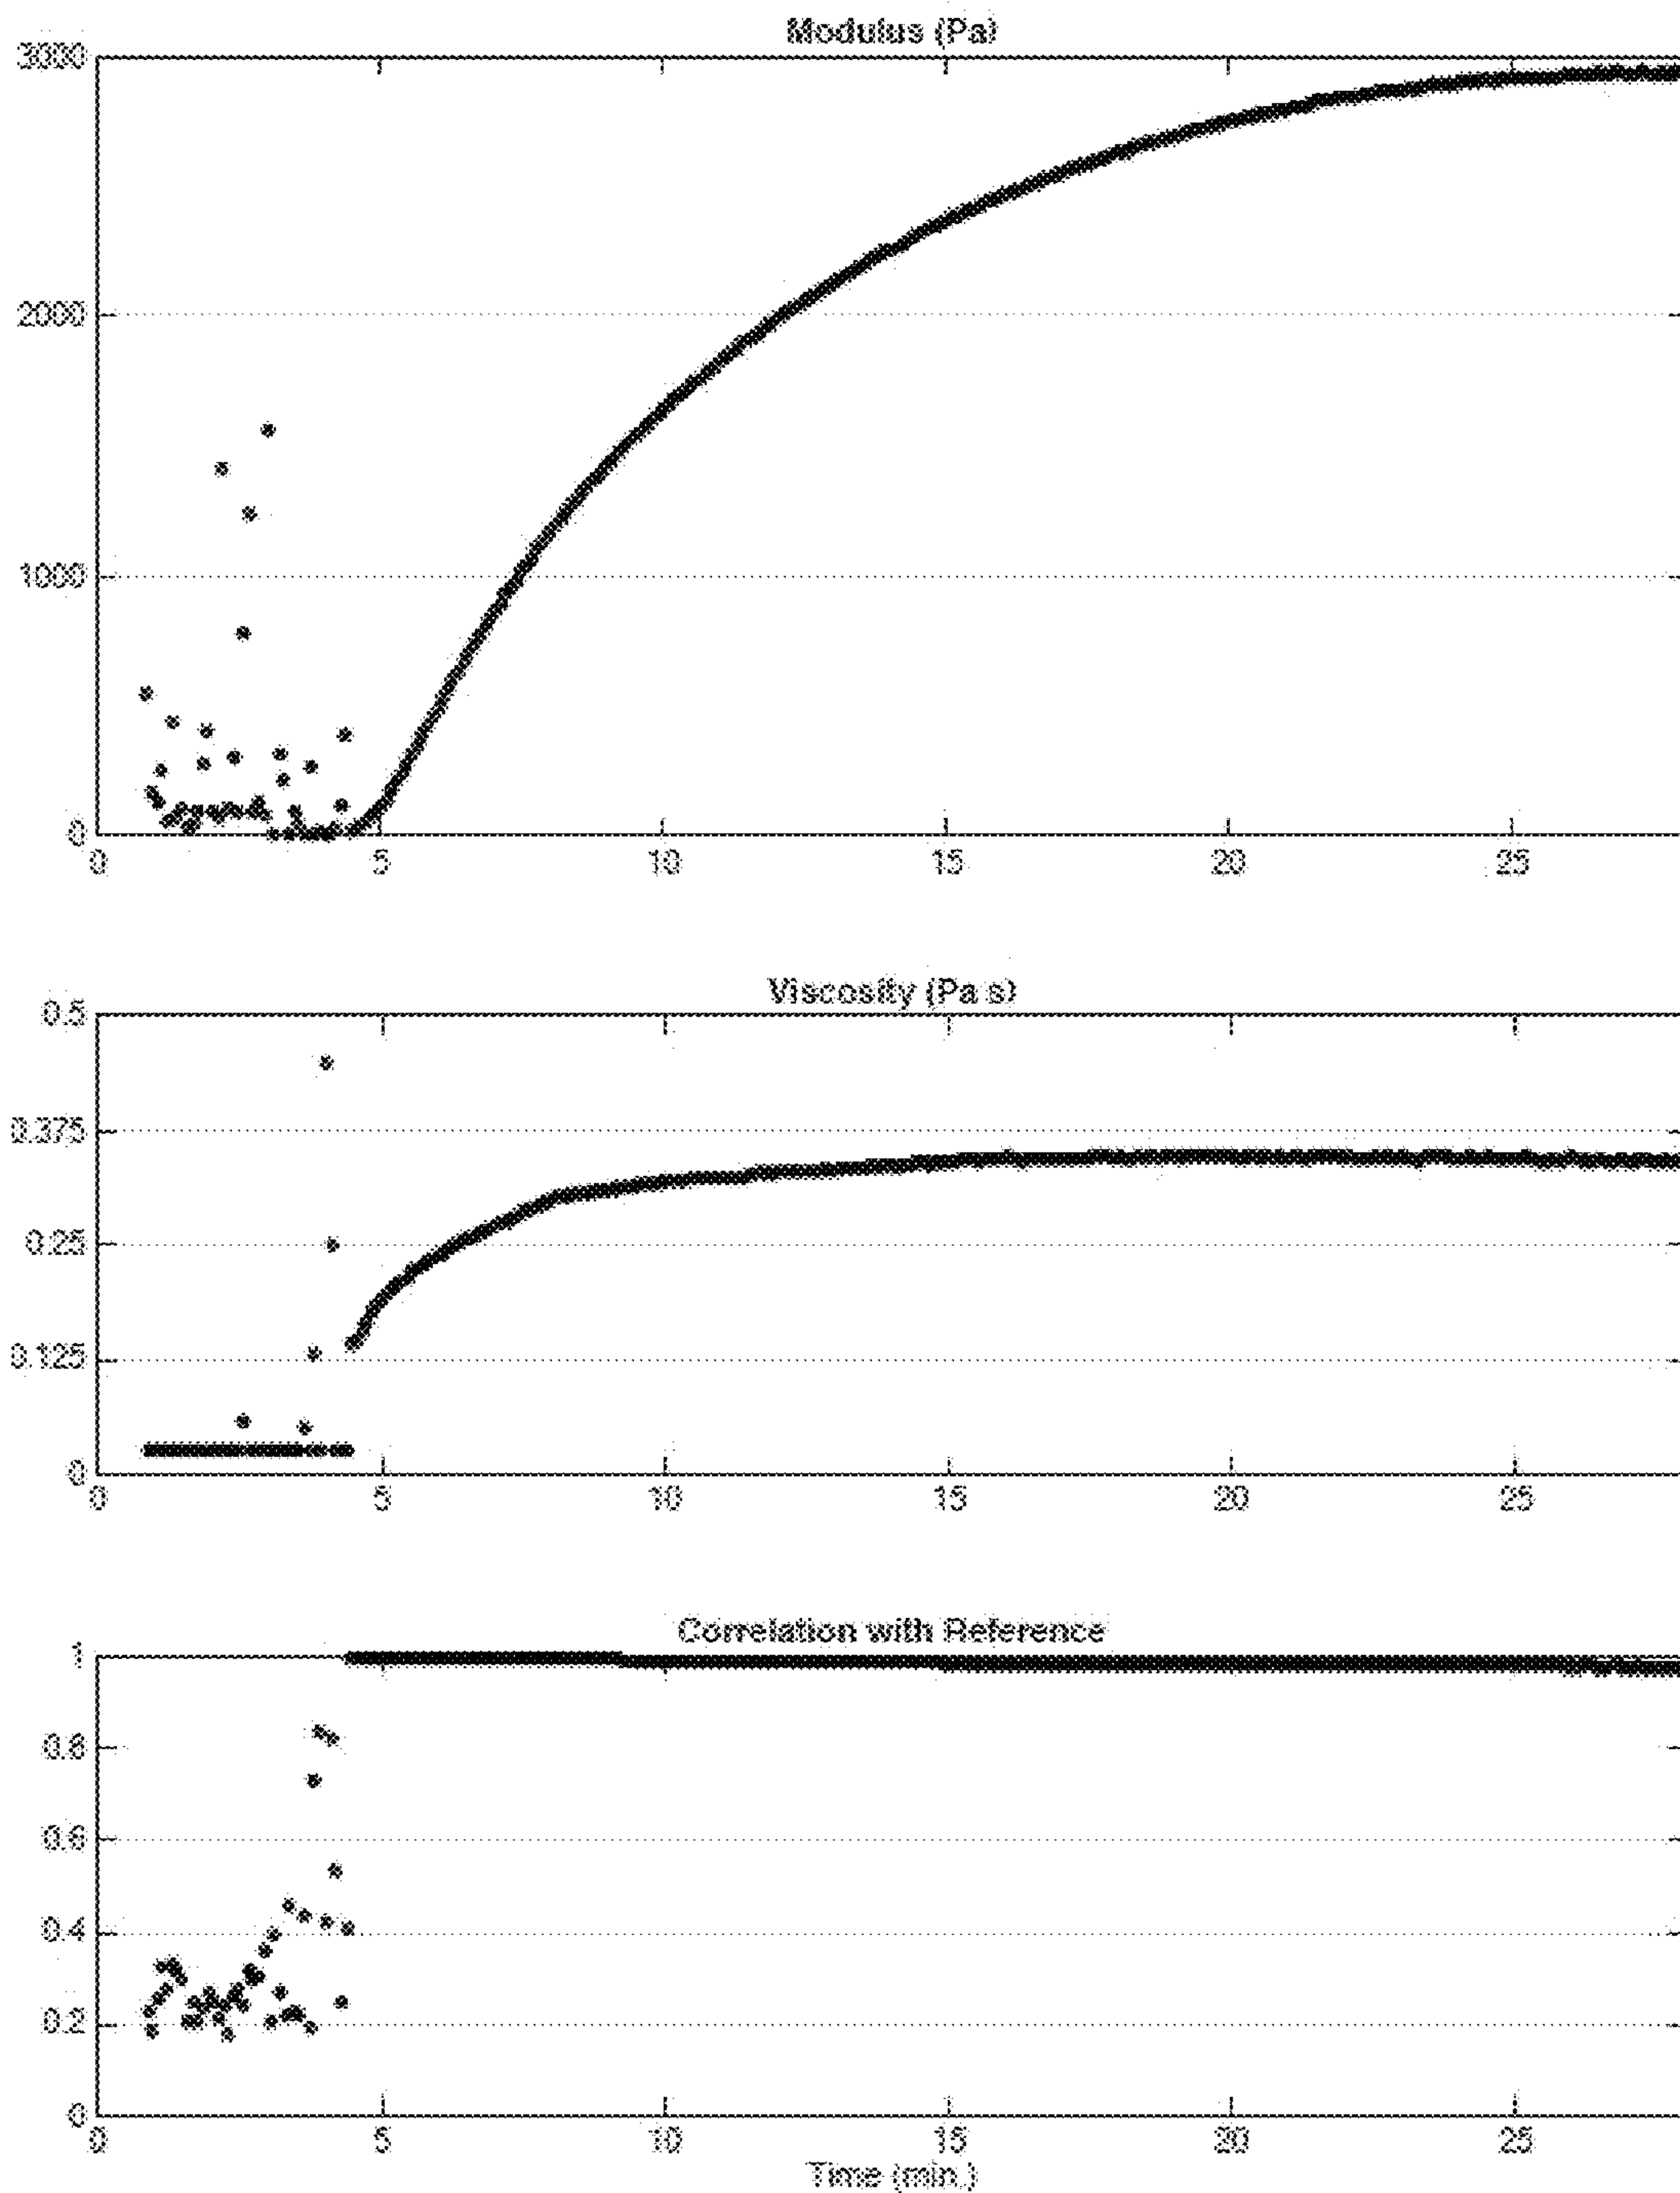 Modulus (Pa)
3000
2000
1000
0
0 5 10 15 20 25
Viscosity (Pa s)
0.5
0.375
0.25
0.125
0
0 5 10 15 20 25
Correlation with Reference
1
0.8
0.6
0.4
0.2
0
0 5 10 15 20 25
Time (min.)